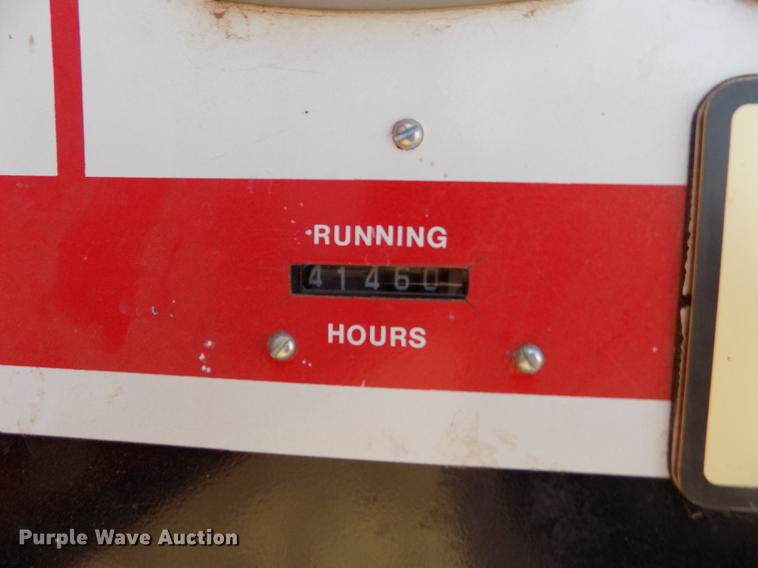 RUNNING
41460
HOURS
Purple Wave Auction